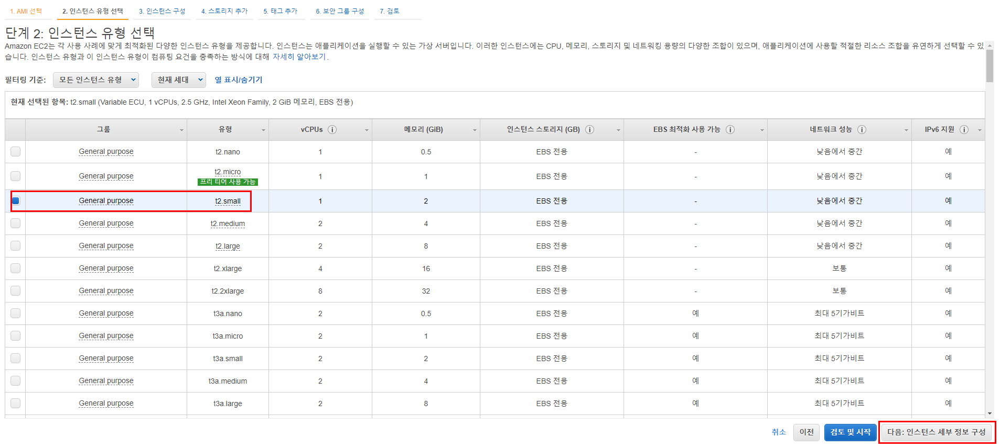 1. AMI 선택 2. 인스턴스 유형 선택 3. 인스턴스 구성 4. 스토리지 추가 5. 태그 추가 6. 보안 그룹 구성 7. 검토
단계 2: 인스턴스 유형 선택
Amazon EC2는 각 사용 사례에 맞게 최적화된 다양한 인스턴스 유형을 제공합니다. 인스턴스는 애플리케이션을 실행할 수 있는 가상 서버입니다. 이러한 인스턴스에는 CPU, 메모리, 스토리지 및 네트워킹 용량의 다양한 조합이 있으며, 애플리케이션에 사용할 적절한 리소스 조합을 유연하게 선택할 수 있
습니다. 인스턴스 유형과 이 인스턴스 유형이 컴퓨팅 요건을 충족하는 방식에 대해 자세히 알아보기.
필터링 기준: 모든 인스턴스 유형 현재 세대 열 표시/숨기기
현재 선택된 항목: t2.small (Variable ECU, 1 vCPUs, 2.5 GHz, Intel Xeon Family, 2 GiB 메모리, EBS 전용)
그룹 유형 vCPUs i 메모리 (GiB) 인스턴스 스토리지 (GB) i EBS 최적화 사용 가능 i 네트워크 성능 i IPv6 지원 i
General purpose t2.nano 1 0.5 EBS 전용 - 낮음에서 중간 예
General purpose t2.micro 1 1 EBS 전용 - 낮음에서 중간 예
프리 티어 사용 가능
General purpose t2.small 1 2 EBS 전용 - 낮음에서 중간 예
General purpose t2.medium 2 4 EBS 전용 - 낮음에서 중간 예
General purpose t2.large 2 8 EBS 전용 - 낮음에서 중간 예
General purpose t2.xlarge 4 16 EBS 전용 - 보통 예
General purpose t2.2xlarge 8 32 EBS 전용 - 보통 예
General purpose t3a.nano 2 0.5 EBS 전용 예 최대 5기가비트 예
General purpose t3a.micro 2 1 EBS 전용 예 최대 5기가비트 예
General purpose t3a.small 2 2 EBS 전용 예 최대 5기가비트 예
General purpose t3a.medium 2 4 EBS 전용 예 최대 5기가비트 예
General purpose t3a.large 2 8 EBS 전용 예 최대 5기가비트 예
취소 이전 검토 및 시작 다음: 인스턴스 세부 정보 구성